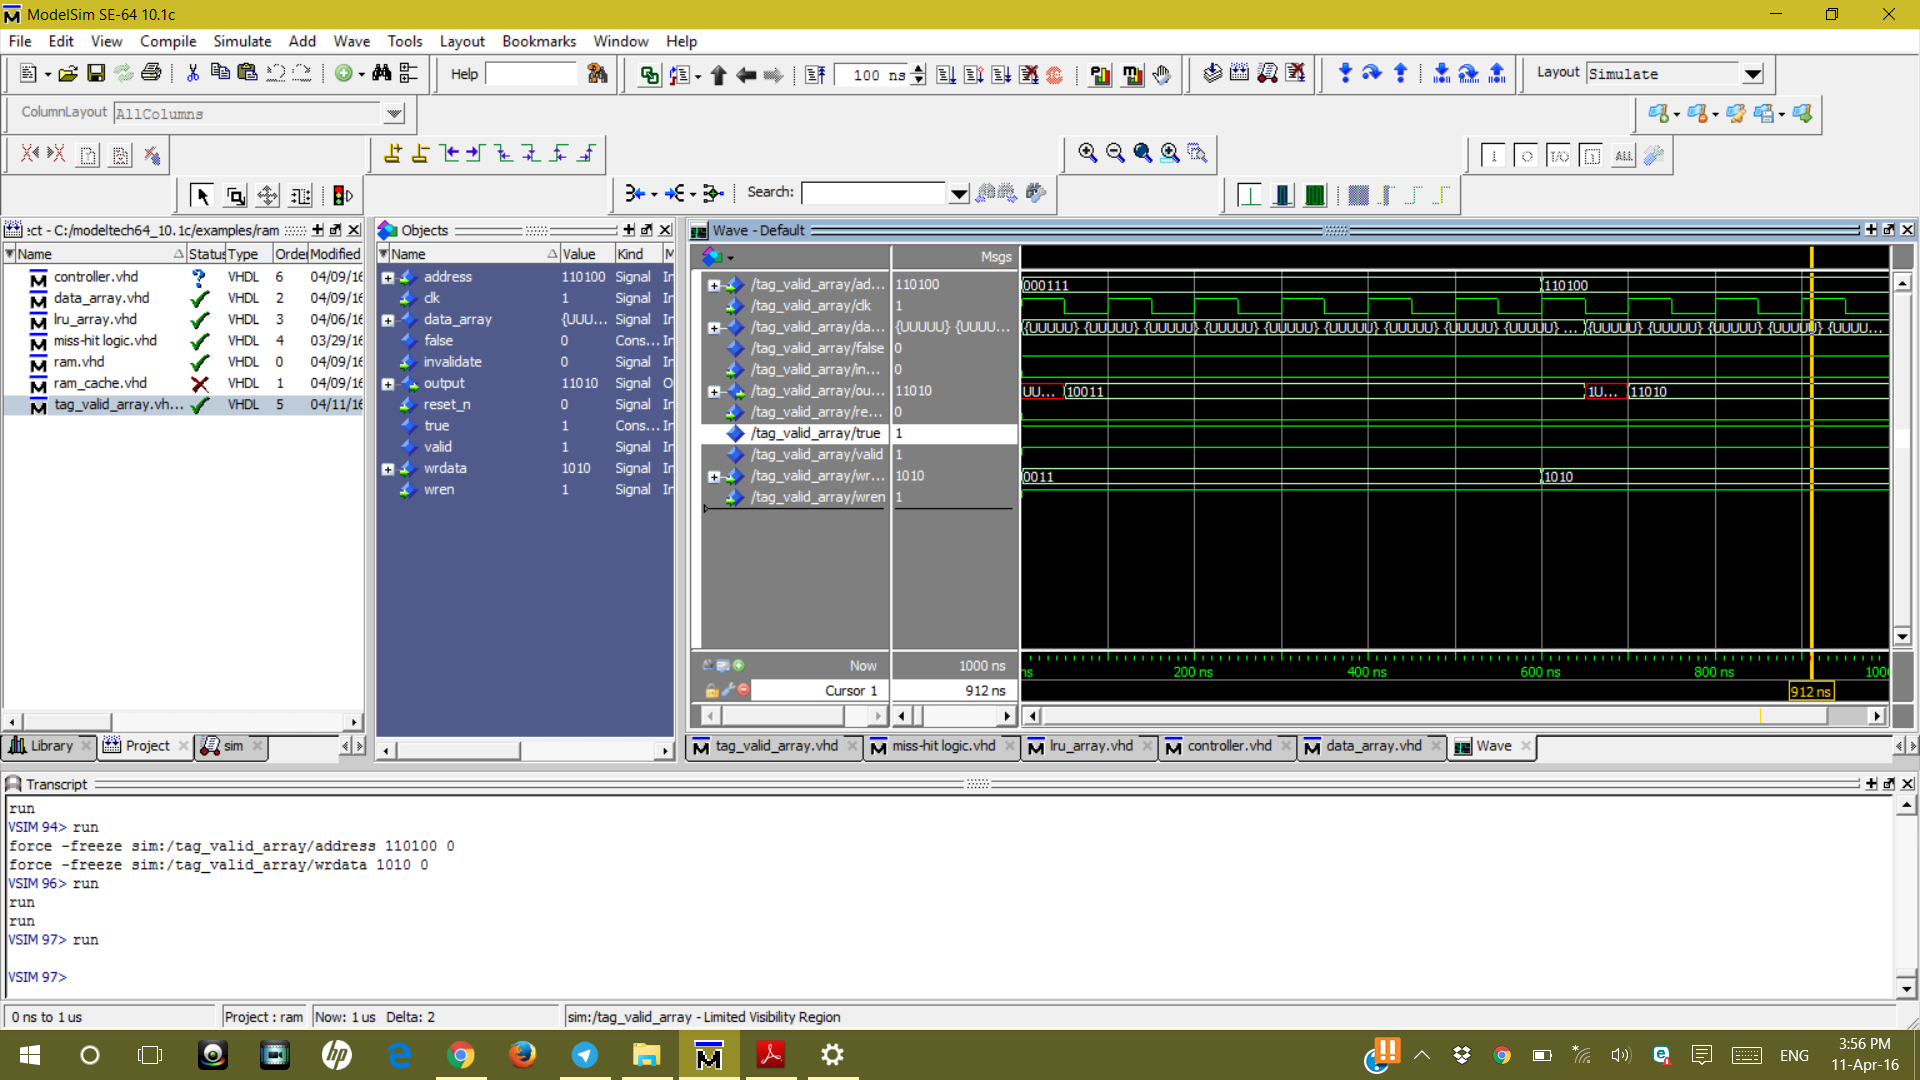 ModelSim SE-64 10.1c
File Edit View Compile Simulate Add Wave Tools Layout Bookmarks Window Help
Help 100 ns Layout Simulate
ColumnLayout AllColumns
Search:
ect - C:/modeltech64_10.1c/examples/ram
Name Status Type Order Modified
controller.vhd VHDL 6 04/09/16
data_array.vhd VHDL 2 04/09/16
lru_array.vhd VHDL 3 04/06/16
miss-hit logic.vhd VHDL 4 03/29/16
ram.vhd VHDL 0 04/09/16
ram_cache.vhd VHDL 1 04/09/16
tag_valid_array.vh... VHDL 5 04/11/16
Library Project sim
Objects
Name Value Kind M
address 110100 Signal In
clk 1 Signal In
data_array {UUU... Signal In
false 0 Cons... In
invalidate 0 Signal In
output 11010 Signal O
reset_n 0 Signal In
true 1 Cons... In
valid 1 Signal In
wrdata 1010 Signal In
wren 1 Signal In
Wave - Default
Msgs
/tag_valid_array/ad... 110100 000111 110100
/tag_valid_array/clk 1
/tag_valid_array/da... {UUUUU} {UUUU... {UUUUU} {UUUUU} {UUUUU} {UUUUU} {UUUUU} {UUUUU} {UUUUU} {UUUUU} {UUUUU} ... {UUUUU} {UUUUU} {UUUUU} {UUUUU} {UUUU...
/tag_valid_array/false 0
/tag_valid_array/in... 0
/tag_valid_array/ou... 11010 UU... 10011 1U... 11010
/tag_valid_array/re... 0
/tag_valid_array/true 1
/tag_valid_array/valid 1
/tag_valid_array/wr... 1010 0011 1010
/tag_valid_array/wren 1
Now 1000 ns ns 200 ns 400 ns 600 ns 800 ns 1000
Cursor 1 912 ns 912 ns
tag_valid_array.vhd miss-hit logic.vhd lru_array.vhd controller.vhd data_array.vhd Wave
Transcript
run
VSIM 94> run
force -freeze sim:/tag_valid_array/address 110100 0
force -freeze sim:/tag_valid_array/wrdata 1010 0
VSIM 96> run
run
run
VSIM 97> run
VSIM 97>
0 ns to 1 us Project : ram Now: 1 us Delta: 2 sim:/tag_valid_array - Limited Visibility Region
ENG 3:56 PM
11-Apr-16